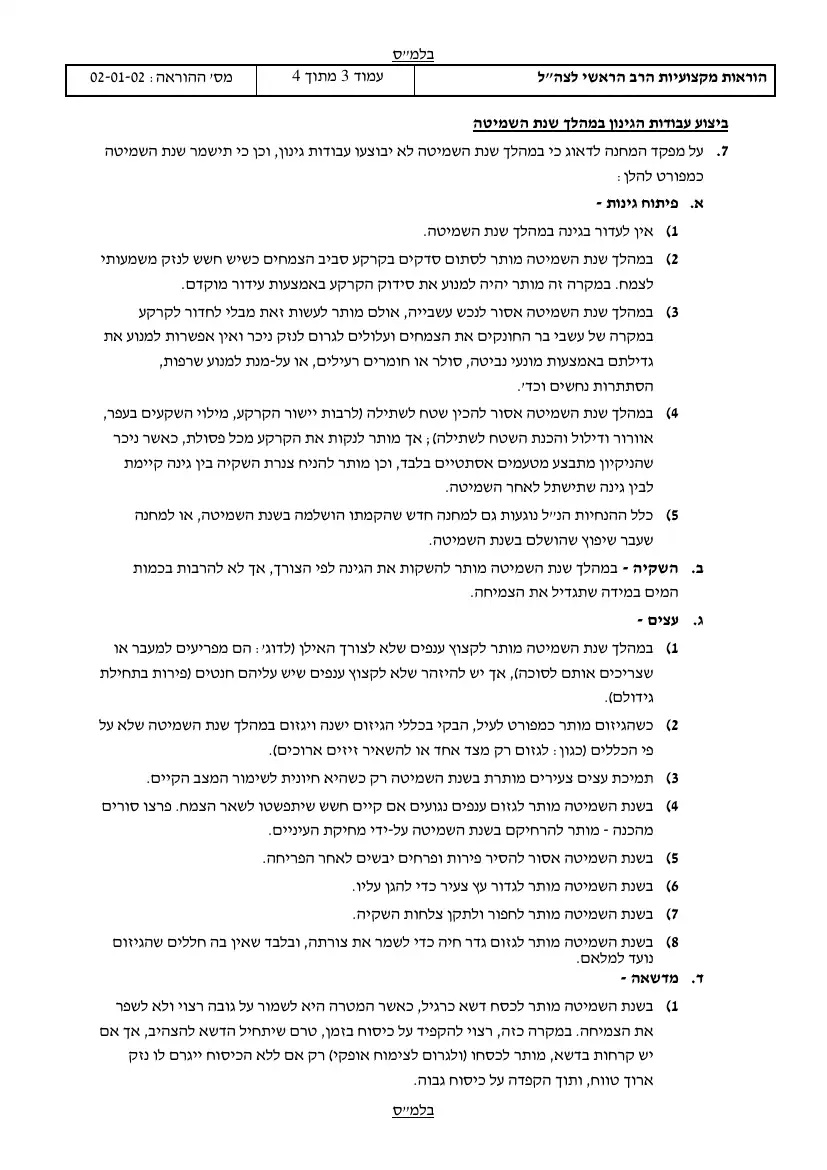 בלמ״ס
הוראות מקצועיות הרב הראשי לצה״ל עמוד 3 מתוך 4 מס׳ ההוראה: 02-01-02
ביצוע עבודות הגינון במהלך שנת השמיטה
7. על מפקד המחנה לדאוג כי במהלך שנת השמיטה לא יבוצעו עבודות גינון, וכן כי תישמר שנת השמיטה
כמפורט להלן:
א. פיתוח גינות -
1) אין לעדור בגינה במהלך שנת השמיטה.
2) במהלך שנת השמיטה מותר לסתום סדקים בקרקע סביב הצמחים כשיש חשש לנזק משמעותי
לצמח. במקרה זה מותר יהיה למנוע את סידוק הקרקע באמצעות עידור מוקדם.
3) במהלך שנת השמיטה אסור לנכש עשבייה, אולם מותר לעשות זאת מבלי לחדור לקרקע
במקרה של עשבי בר החונקים את הצמחים ועלולים לגרום לנזק ניכר ואין אפשרות למנוע את
גדילתם באמצעות מונעי נביטה, סולר או חומרים רעילים, או על-מנת למנוע שרפות,
הסתתרות נחשים וכד׳.
4) במהלך שנת השמיטה אסור להכין שטח לשתילה (לרבות יישור הקרקע, מילוי השקעים בעפר,
אוורור ודילול והכנת השטח לשתילה); אך מותר לנקות את הקרקע מכל פסולת, כאשר ניכר
שהניקיון מתבצע מטעמים אסתטיים בלבד, וכן מותר להניח צנרת השקיה בין גינה קיימת
לבין גינה שתישתל לאחר השמיטה.
5) כלל ההנחיות הנ״ל נוגעות גם למחנה חדש שהקמתו הושלמה בשנת השמיטה, או למחנה
שעבר שיפוץ שהושלם בשנת השמיטה.
ב. השקיה - במהלך שנת השמיטה מותר להשקות את הגינה לפי הצורך, אך לא להרבות בכמות
המים במידה שתגדיל את הצמיחה.
ג. עצים -
1) במהלך שנת השמיטה מותר לקצוץ ענפים שלא לצורך האילן (לדוג׳: הם מפריעים למעבר או
שצריכים אותם לסוכה), אך יש להיזהר שלא לקצוץ ענפים שיש עליהם חנטים (פירות בתחילת
גידולם).
2) כשהגיזום מותר כמפורט לעיל, הבקי בכללי הגיזום ישנה ויגזום במהלך שנת השמיטה שלא על
פי הכללים (כגון: לגזום רק מצד אחד או להשאיר זיזים ארוכים).
3) תמיכת עצים צעירים מותרת בשנת השמיטה רק כשהיא חיונית לשימור המצב הקיים.
4) בשנת השמיטה מותר לגזום ענפים נגועים אם קיים חשש שיתפשטו לשאר הצמח. פרצו סורים
מהכנה - מותר להרחיקם בשנת השמיטה על-ידי מחיקת העיניים.
5) בשנת השמיטה אסור להסיר פירות ופרחים יבשים לאחר הפריחה.
6) בשנת השמיטה מותר לגדור עץ צעיר כדי להגן עליו.
7) בשנת השמיטה מותר לחפור ולתקן צלחות השקיה.
8) בשנת השמיטה מותר לגזום גדר חיה כדי לשמר את צורתה, ובלבד שאין בה חללים שהגיזום
נועד למלאם.
ד. מדשאה -
1) בשנת השמיטה מותר לכסח דשא כרגיל, כאשר המטרה היא לשמור על גובה רצוי ולא לשפר
את הצמיחה. במקרה כזה, רצוי להקפיד על כיסוח בזמן, טרם שיתחיל הדשא להצהיב, אך אם
יש קרחות בדשא, מותר לכסחו (ולגרום לצימוח אופקי) רק אם ללא הכיסוח ייגרם לו נזק
ארוך טווח, ותוך הקפדה על כיסוח גבוה.
בלמ״ס